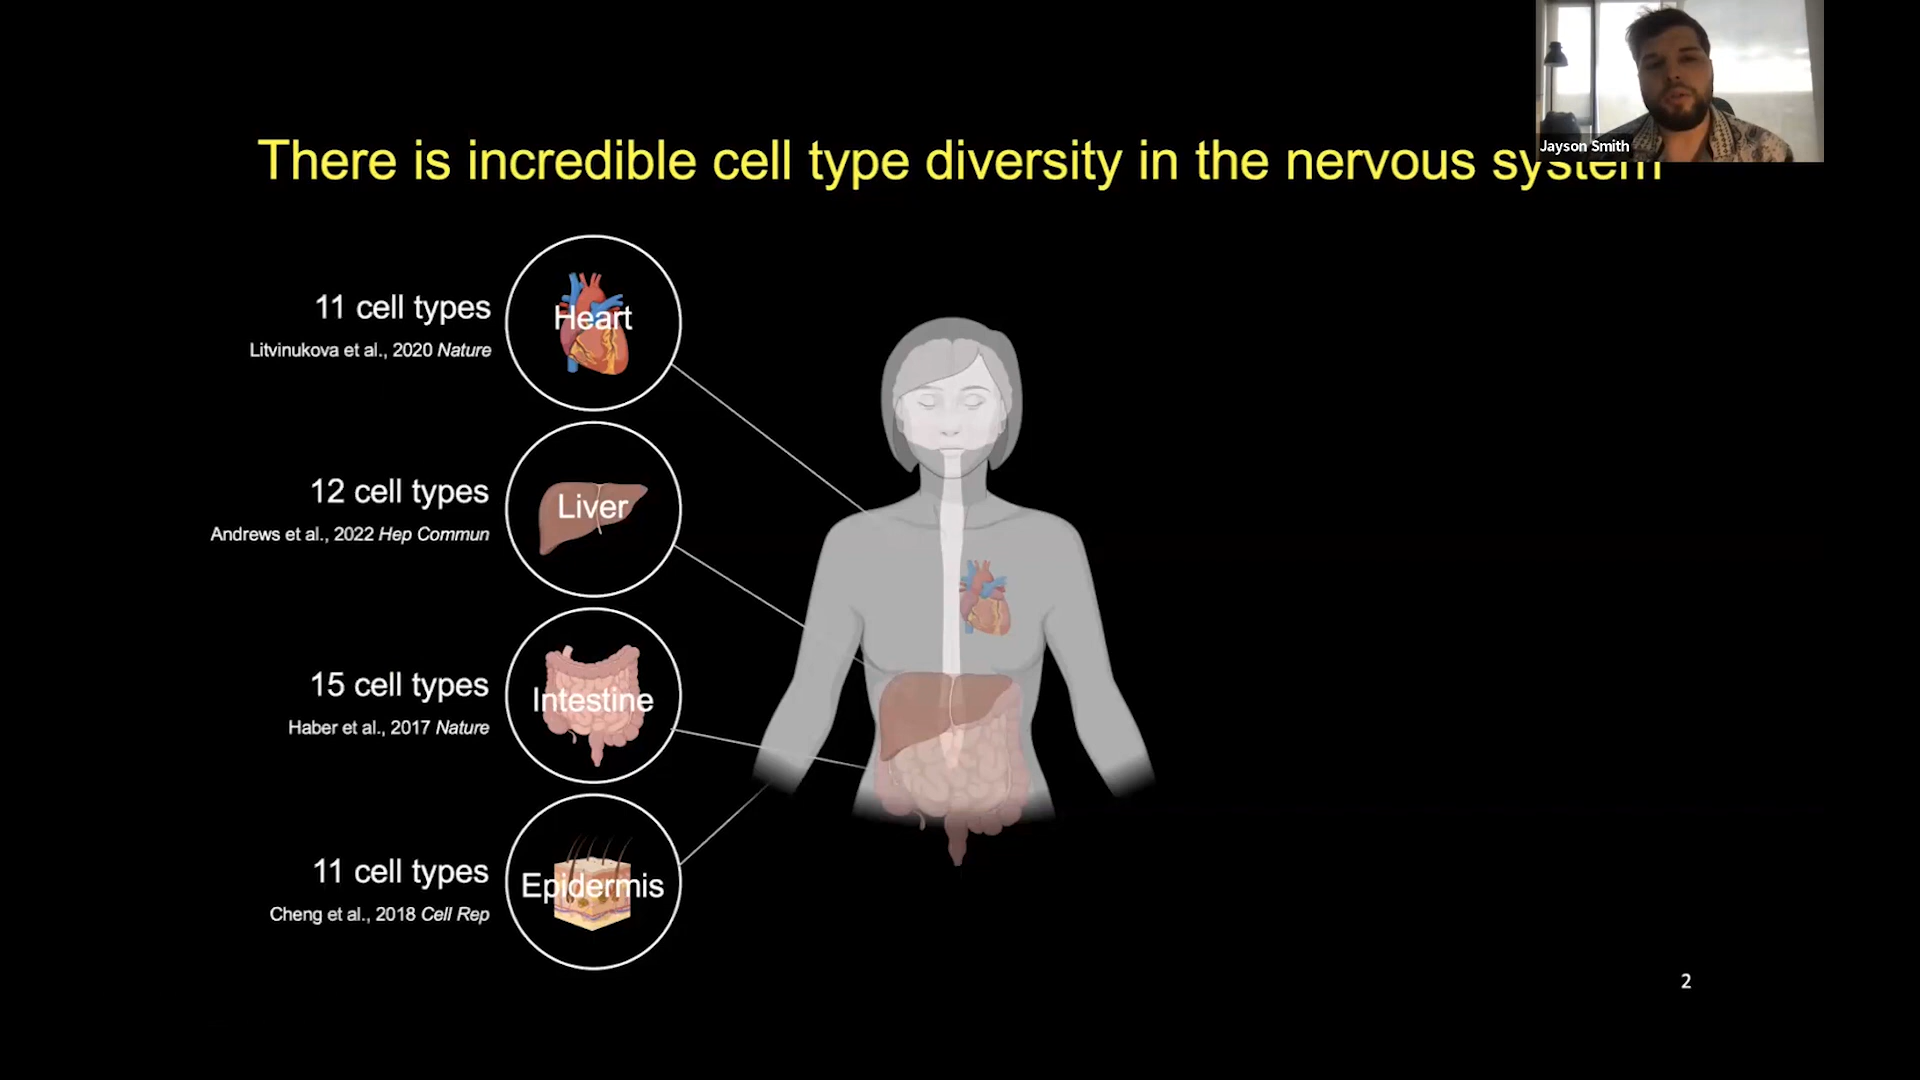 Jayson Smith
There is incredible cell type diversity in the nervous system
11 cell types
Litvinukova et al., 2020 Nature
Heart
12 cell types
Andrews et al., 2022 Hep Commun
Liver
15 cell types
Haber et al., 2017 Nature
Intestine
11 cell types
Cheng et al., 2018 Cell Rep
Epidermis
2